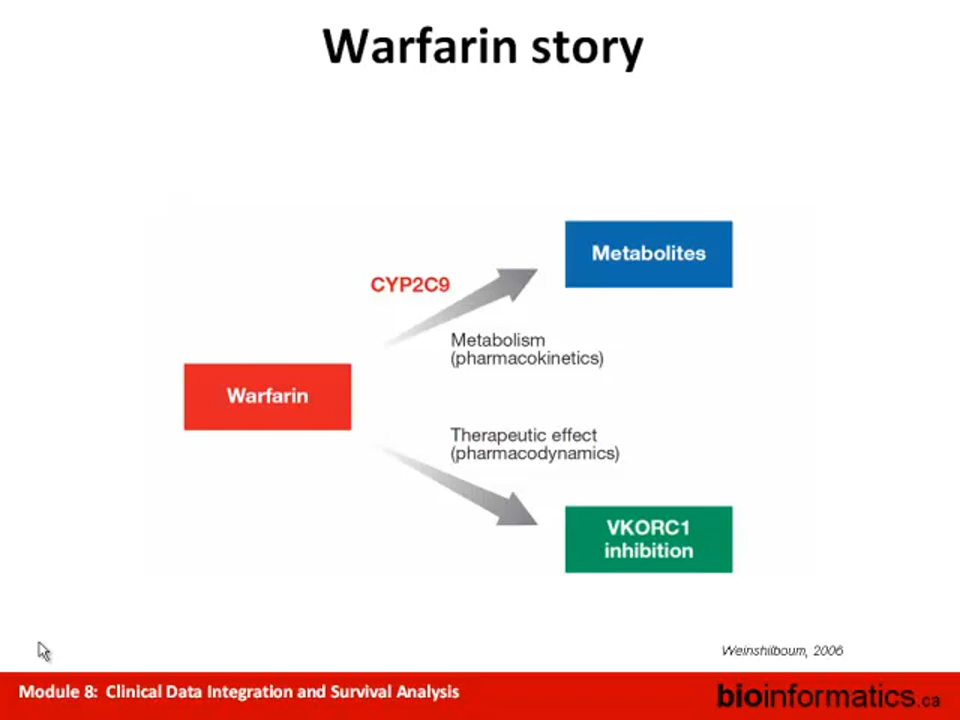 Warfarin story
Metabolites
CYP2C9
Metabolism
(pharmacokinetics)
Warfarin
Therapeutic effect
(pharmacodynamics)
VKORC1
inhibition
Weinshilboum, 2006
Module 8: Clinical Data Integration and Survival Analysis
bioinformatics.ca